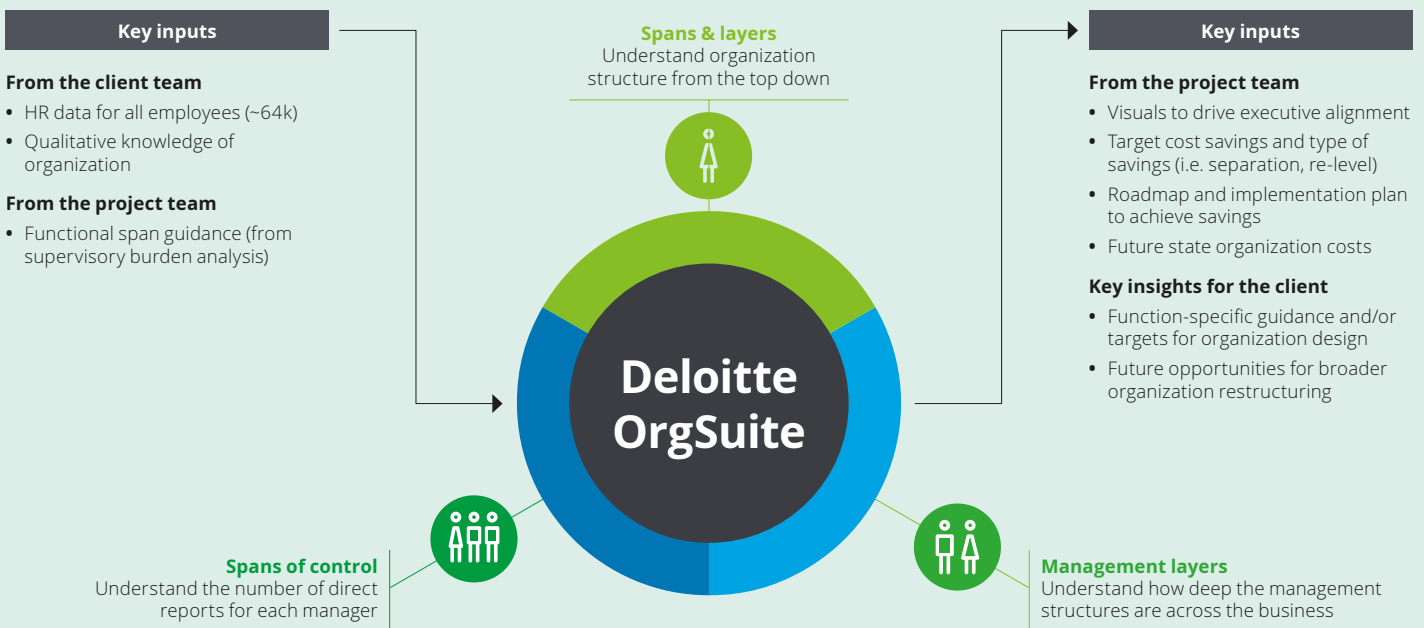 Key inputs
From the client team
• HR data for all employees (~64k)
• Qualitative knowledge of
organization
From the project team
• Functional span guidance (from
supervisory burden analysis)
Spans & layers
Understand organization
structure from the top down
Deloitte
OrgSuite
Spans of control
Understand the number of direct
reports for each manager
Management layers
Understand how deep the management
structures are across the business
Key inputs
From the project team
• Visuals to drive executive alignment
• Target cost savings and type of
savings (i.e. separation, re-level)
• Roadmap and implementation plan
to achieve savings
• Future state organization costs
Key insights for the client
• Function-specific guidance and/or
targets for organization design
• Future opportunities for broader
organization restructuring